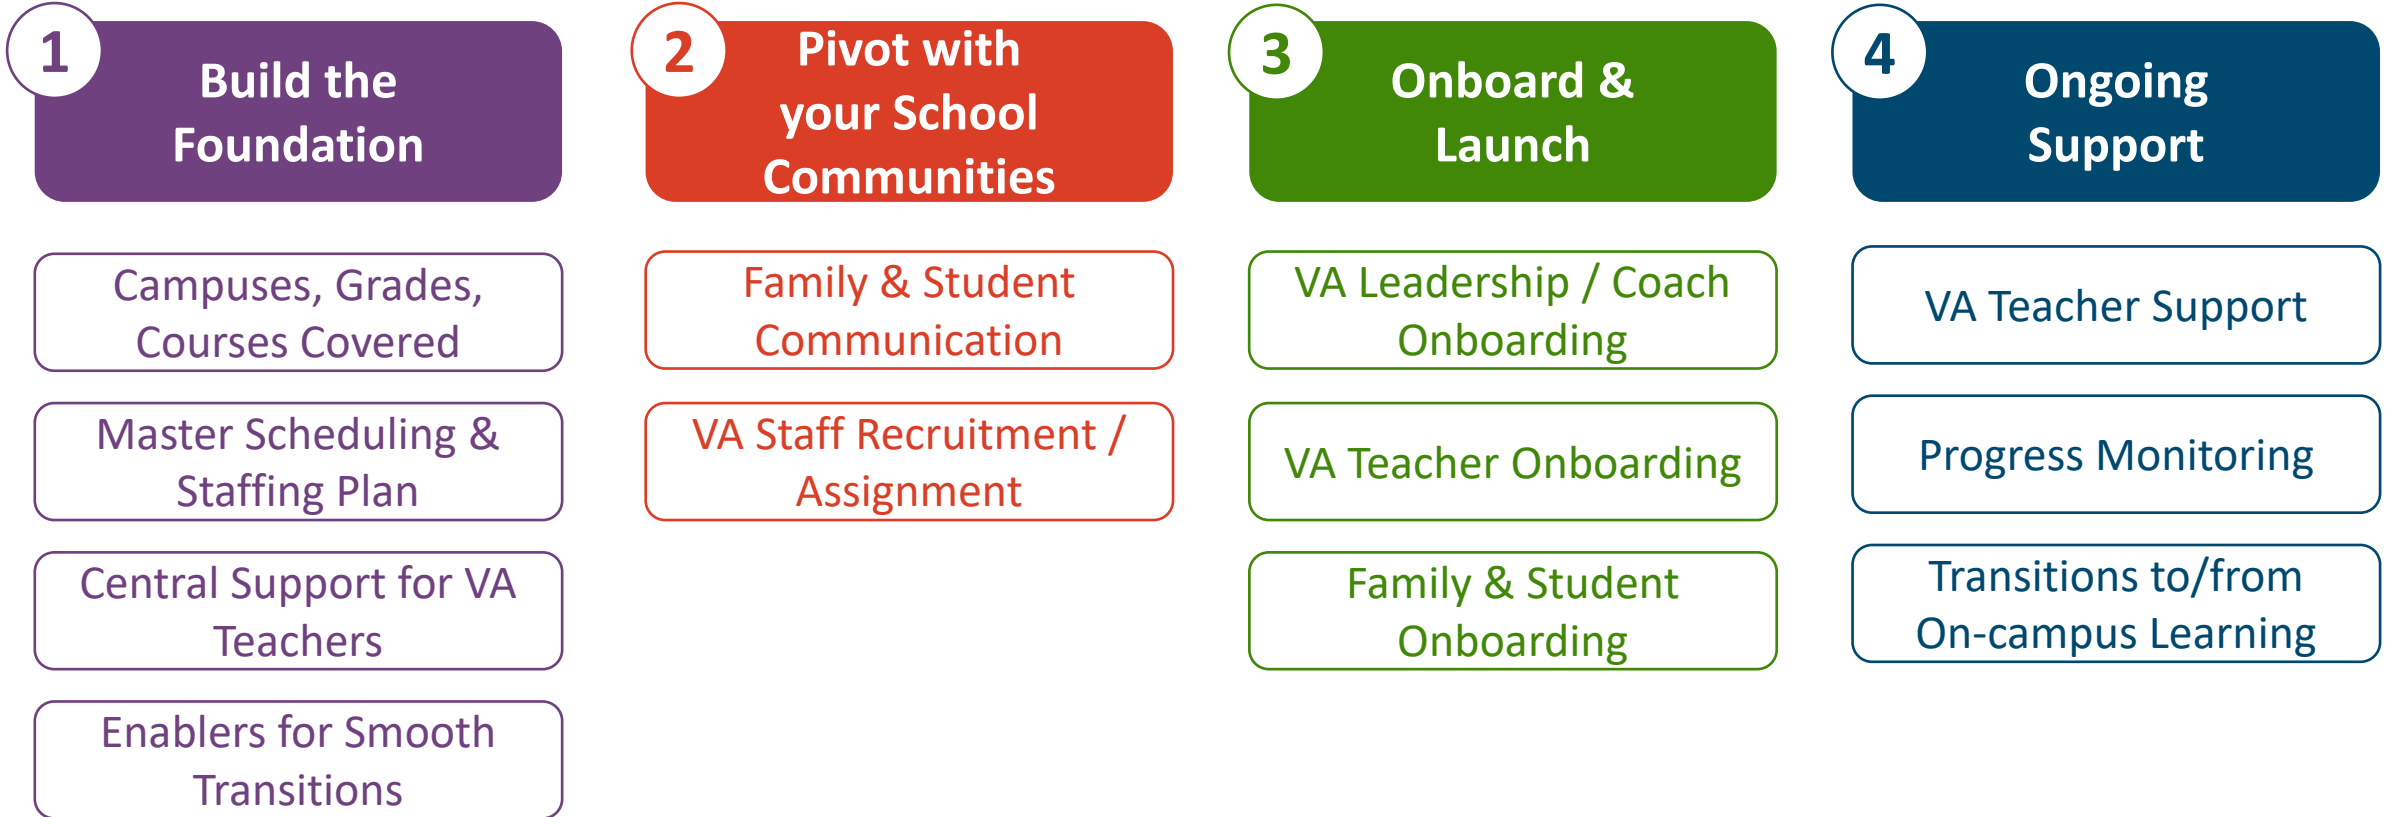 1
Build the
Foundation
Campuses, Grades,
Courses Covered
Master Scheduling &
Staffing Plan
Central Support for VA
Teachers
Enablers for Smooth
Transitions
2
Pivot with
your School
Communities
Family & Student
Communication
VA Staff Recruitment /
Assignment
3
Onboard &
Launch
VA Leadership / Coach
Onboarding
VA Teacher Onboarding
Family & Student
Onboarding
4
Ongoing
Support
VA Teacher Support
Progress Monitoring
Transitions to/from
On-campus Learning